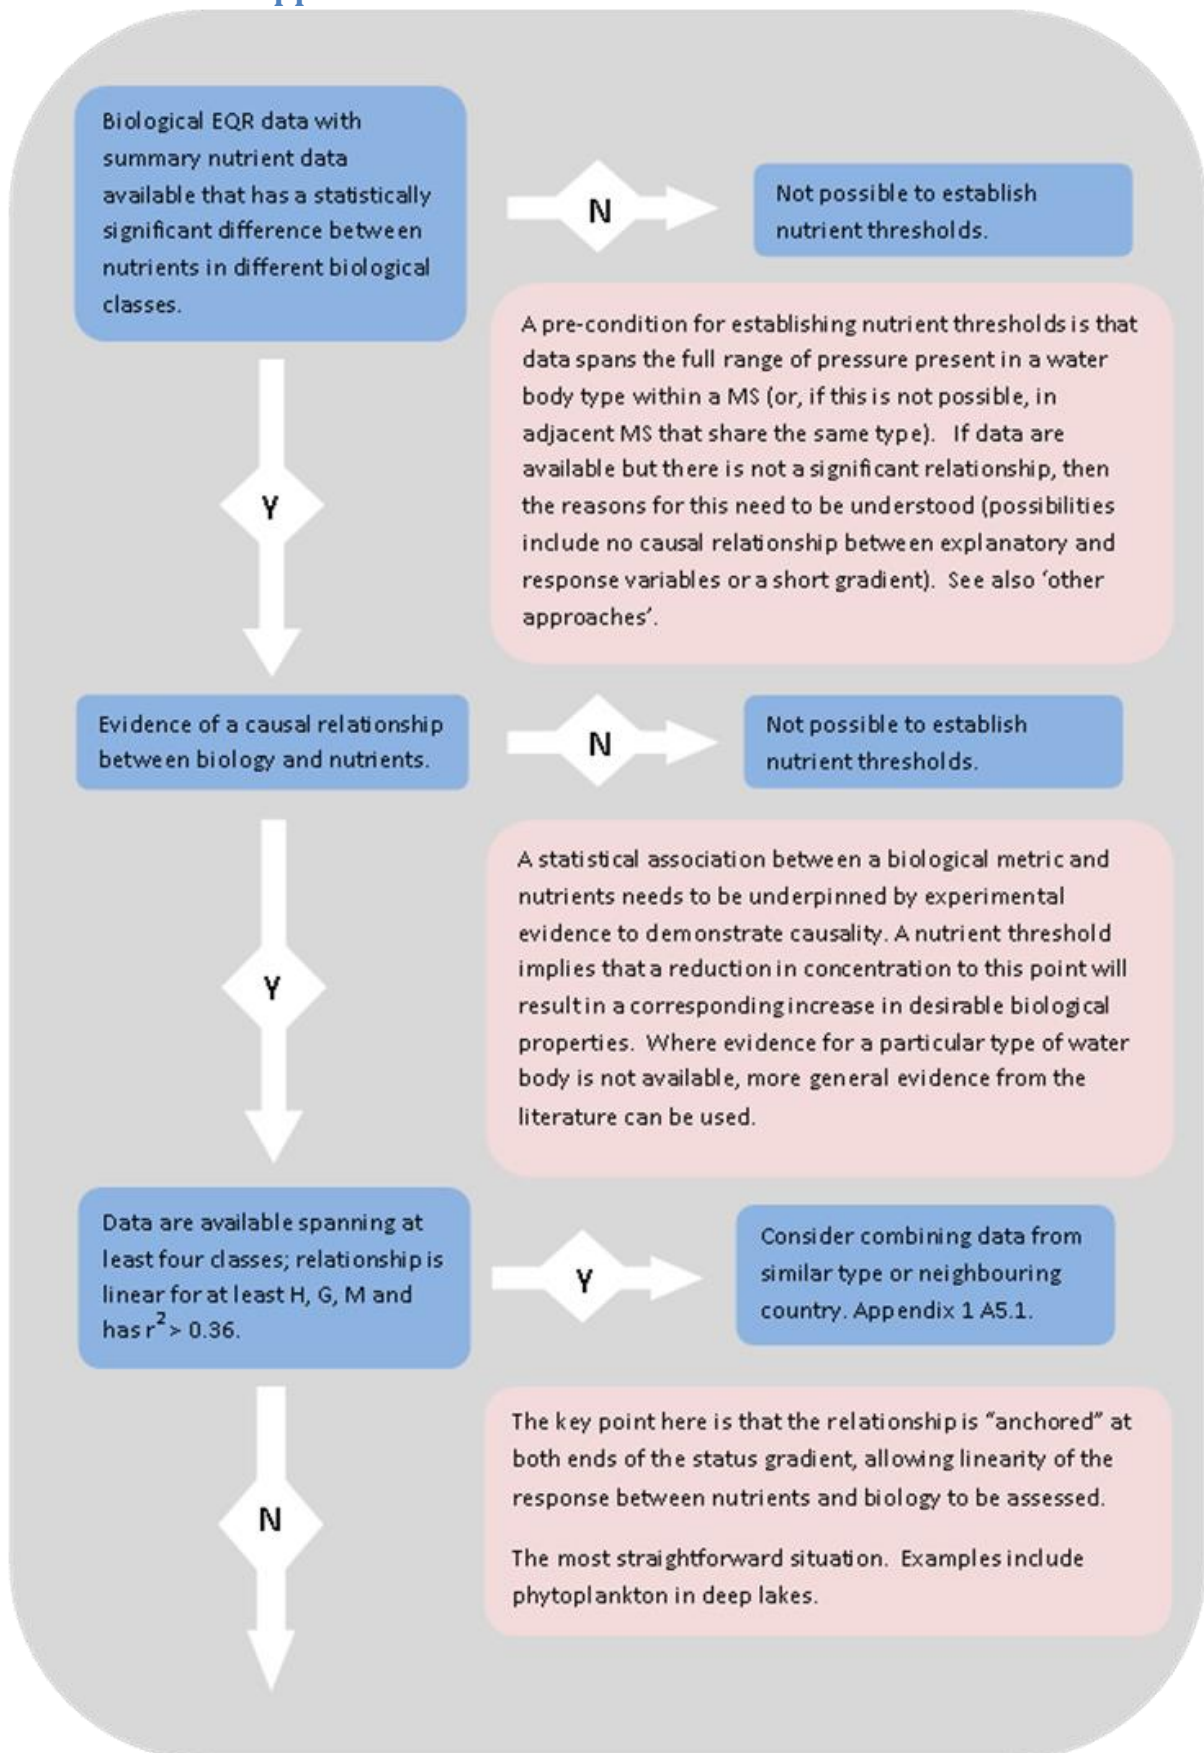 Biological EQR data with
summary nutrient data
available that has a statistically
significant difference between
nutrients in different biological
classes.
N
Not possible to establish
nutrient thresholds.
A pre-condition for establishing nutrient thresholds is that
data spans the full range of pressure present in a water
body type within a MS (or, if this is not possible, in
adjacent MS that share the same type). If data are
available but there is not a significant relationship, then
the reasons for this need to be understood (possibilities
include no causal relationship between explanatory and
response variables or a short gradient). See also ‘other
approaches’.
Y
Evidence of a causal relationship
between biology and nutrients.
N
Not possible to establish
nutrient thresholds.
A statistical association between a biological metric and
nutrients needs to be underpinned by experimental
evidence to demonstrate causality. A nutrient threshold
implies that a reduction in concentration to this point will
result in a corresponding increase in desirable biological
properties. Where evidence for a particular type of water
body is not available, more general evidence from the
literature can be used.
Y
Data are available spanning at
least four classes; relationship is
linear for at least H, G, M and
has r² > 0.36.
Y
Consider combining data from
similar type or neighbouring
country. Appendix 1 A5.1.
The key point here is that the relationship is “anchored” at
both ends of the status gradient, allowing linearity of the
response between nutrients and biology to be assessed.
The most straightforward situation. Examples include
phytoplankton in deep lakes.
N